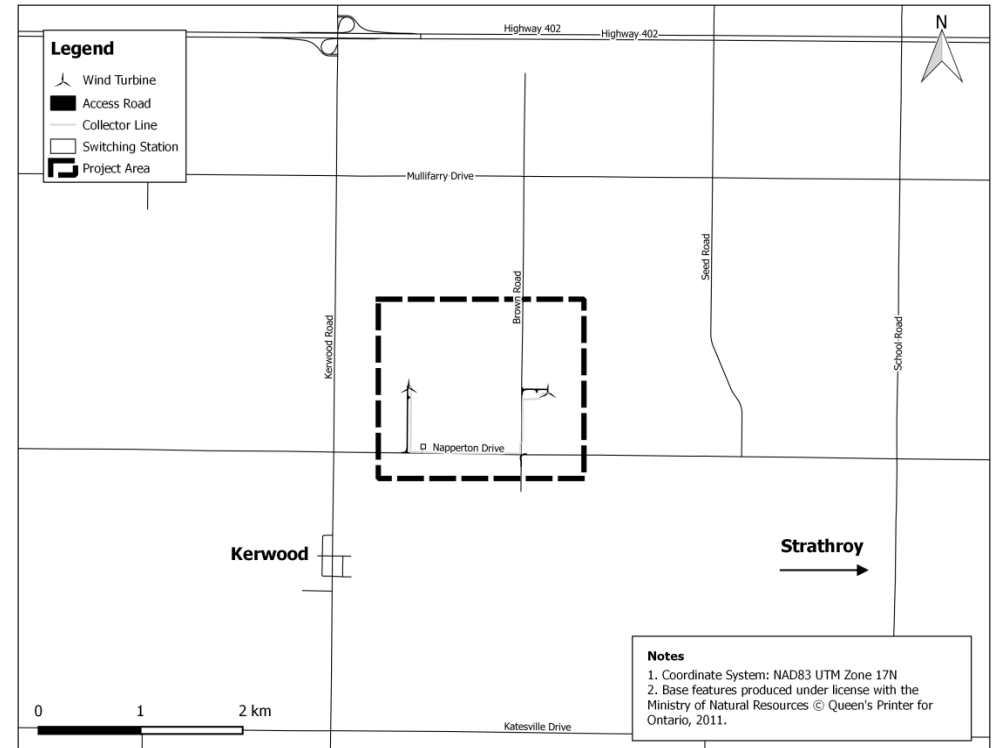 Highway 402
Highway 402
N
Legend
Wind Turbine
Access Road
Collector Line
Switching Station
Project Area
Mullifarry Drive
Seed Road
Brown Road
Kerwood Road
School Road
Napperton Drive
Kerwood
Strathroy
Notes
1. Coordinate System: NAD83 UTM Zone 17N
2. Base features produced under license with the
Ministry of Natural Resources © Queen's Printer for
Ontario, 2011.
0 1 2 km
Katesville Drive